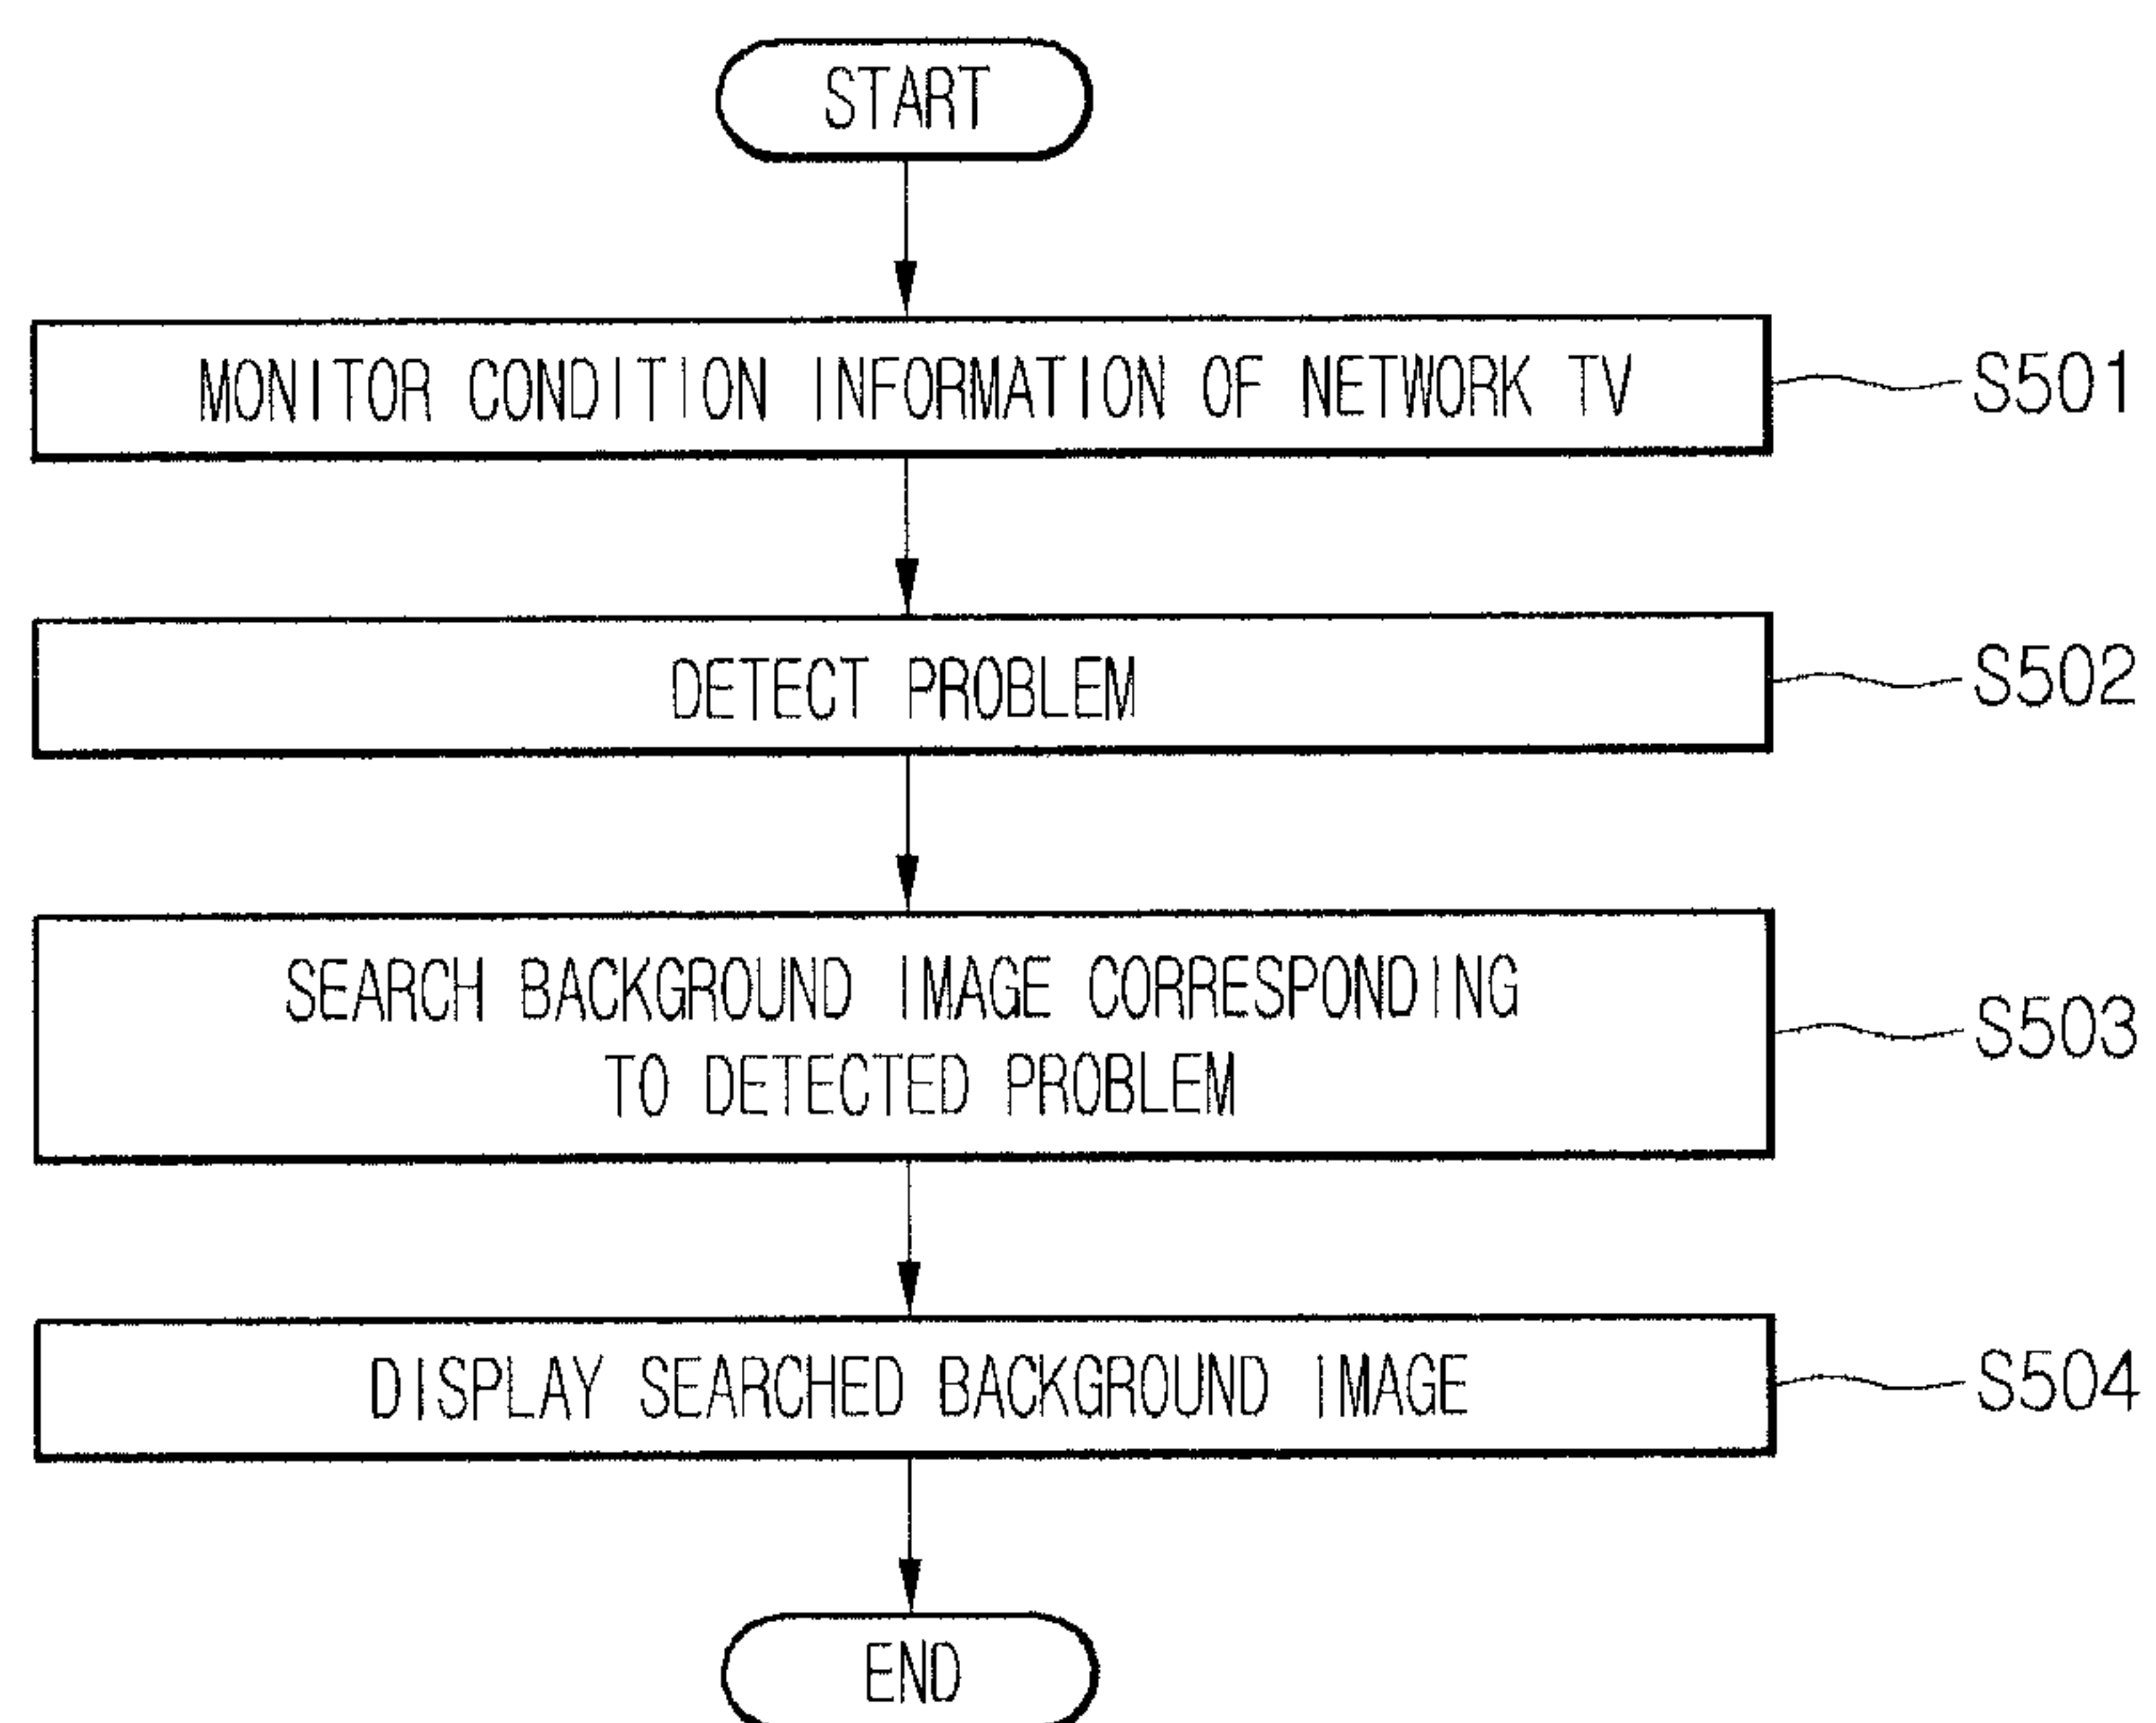 START
MONITOR CONDITION INFORMATION OF NETWORK TV
S501
DETECT PROBLEM
S502
SEARCH BACKGROUND IMAGE CORRESPONDING
TO DETECTED PROBLEM
S503
DISPLAY SEARCHED BACKGROUND IMAGE
S504
END